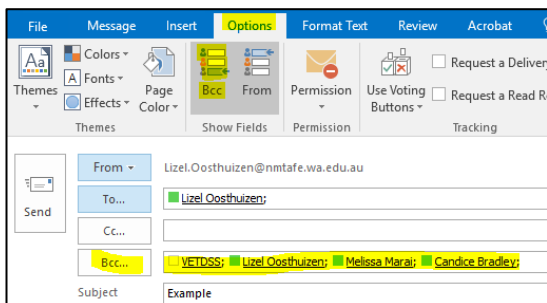 File Message Insert Options Format Text Review Acrobat
Aa Colors Request a Delivery
A Fonts
Themes Effects Page Color Bcc From Permission Use Voting Buttons Request a Read R
Themes Show Fields Permission Tracking
From Lizel.Oosthuizen@nmtafe.wa.edu.au
Send To... Lizel Oosthuizen;
Cc...
Bcc... VETDSS; Lizel Oosthuizen; Melissa Marai; Candice Bradley;
Subject Example